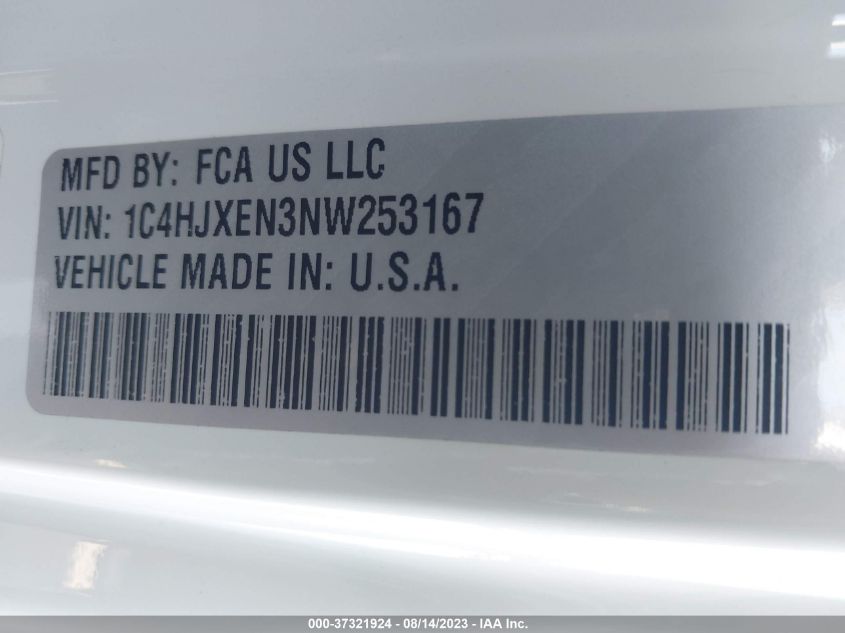 MFD BY: FCA US LLC
VIN: 1C4HJXEN3NW253167
VEHICLE MADE IN: U.S.A.
000-37321924 - 08/14/2023 - IAA Inc.